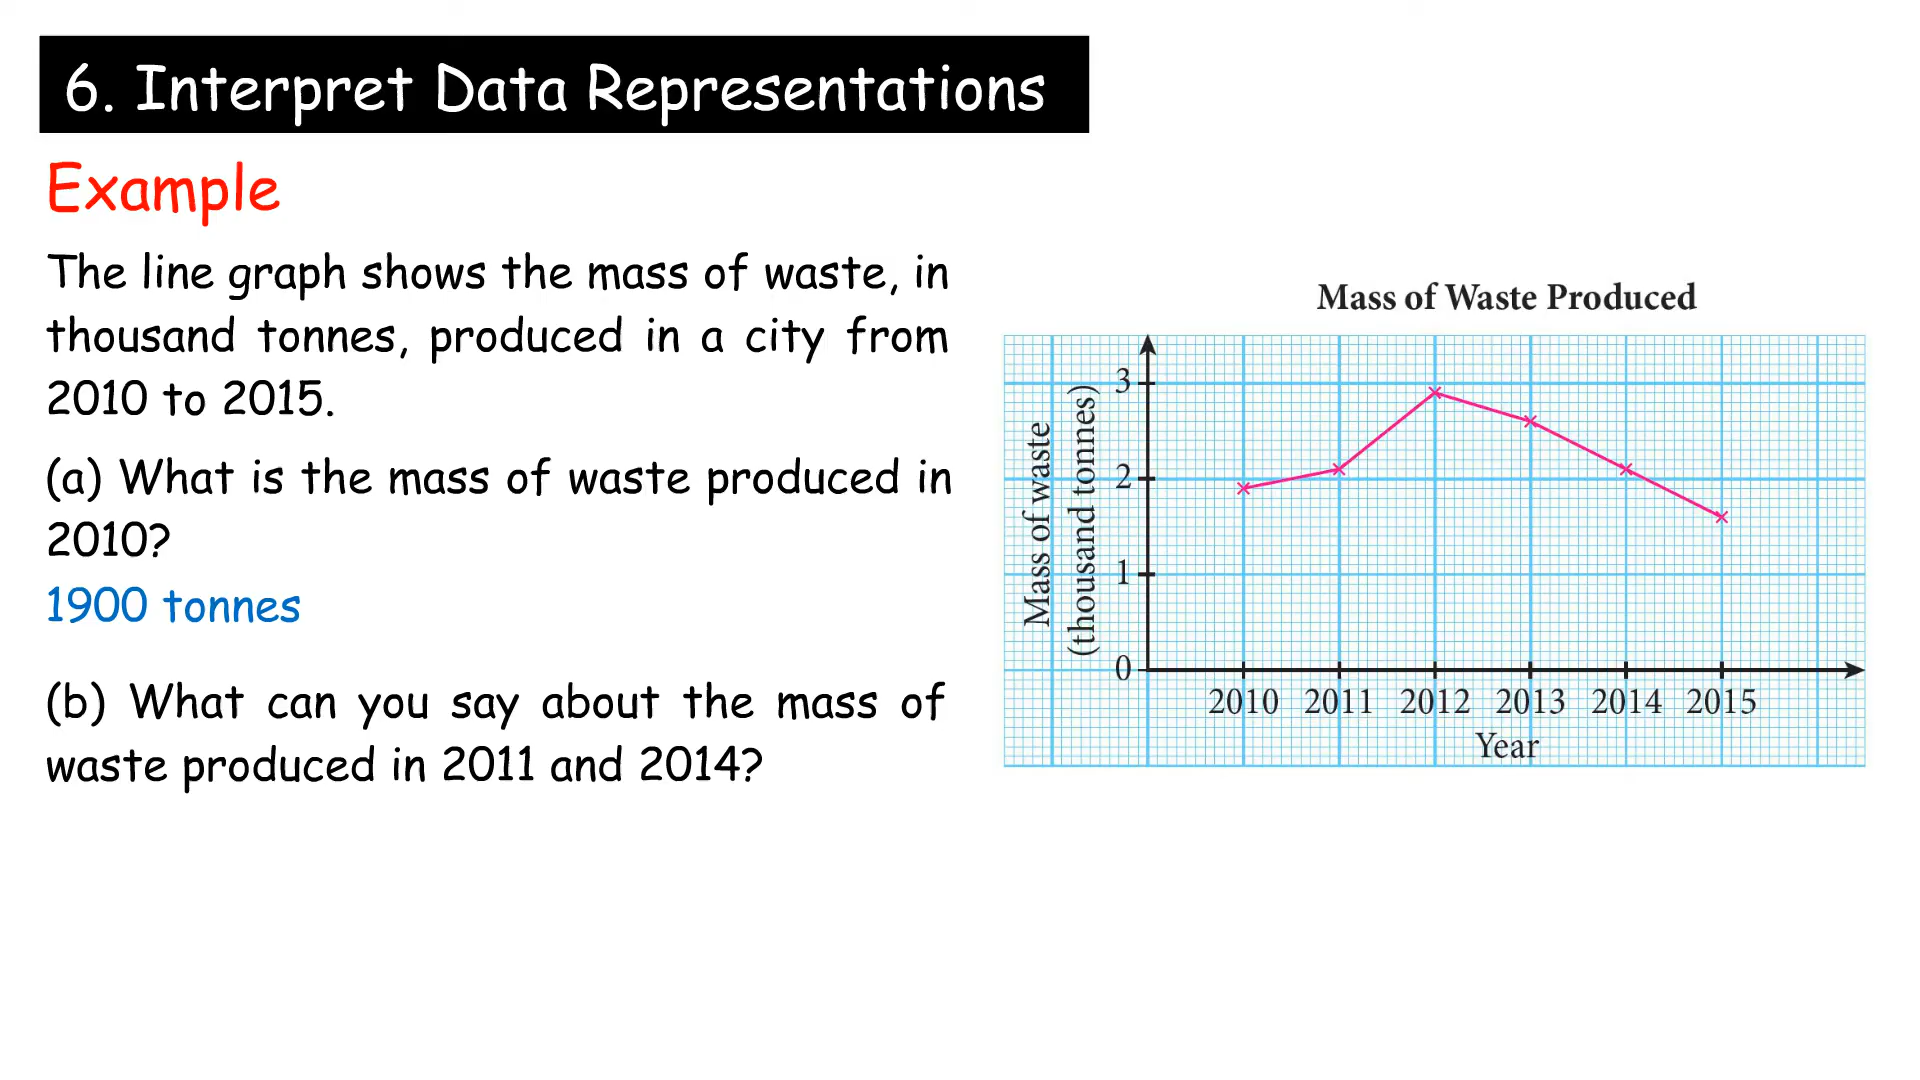 6. Interpret Data Representations
Example
The line graph shows the mass of waste, in
thousand tonnes, produced in a city from
2010 to 2015.
(a) What is the mass of waste produced in
2010?
1900 tonnes
(b) What can you say about the mass of
waste produced in 2011 and 2014?
Mass of Waste Produced
Mass of waste
(thousand tonnes)
3
2
1
0
2010 2011 2012 2013 2014 2015
Year